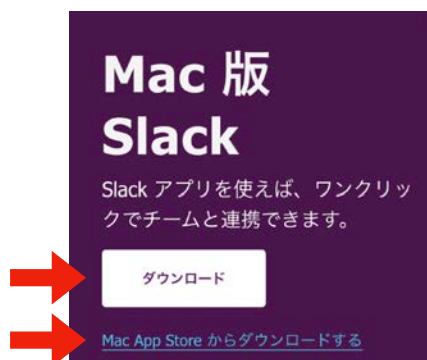 Mac 版
Slack
Slack アプリを使えば、ワンクリッ
クでチームと連携できます。
ダウンロード
Mac App Store からダウンロードする